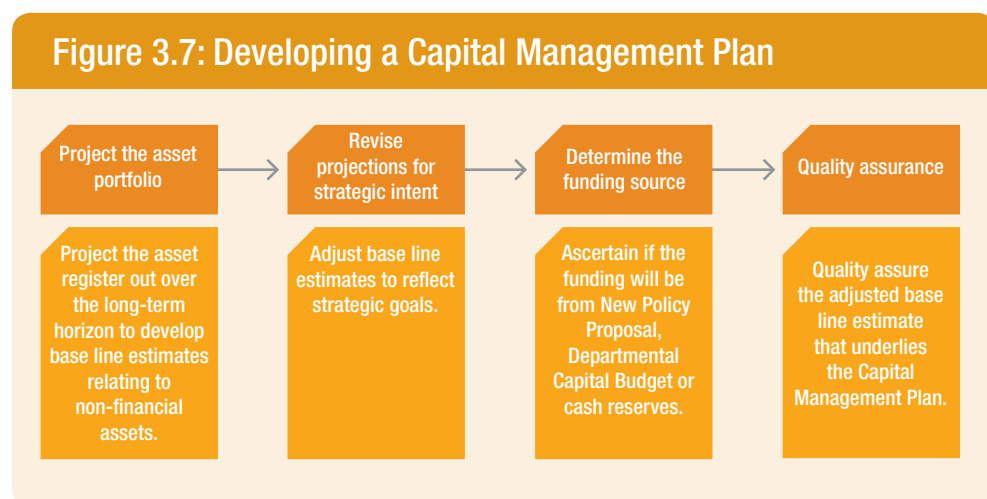 Figure 3.7: Developing a Capital Management Plan
Project the asset
portfolio
Revise
projections for
strategic intent
Determine the
funding source
Quality assurance
Project the asset
register out over
the long-term
horizon to develop
base line estimates
relating to
non-financial
assets.
Adjust base line
estimates to reflect
strategic goals.
Ascertain if the
funding will be
from New Policy
Proposal,
Departmental
Capital Budget or
cash reserves.
Quality assure
the adjusted base
line estimate
that underlies
the Capital
Management Plan.